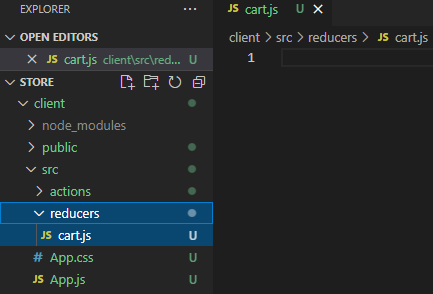 EXPLORER
OPEN EDITORS
JS cart.js client\src\red... U
STORE
client
node_modules
public
src
actions
reducers
JS cart.js U
# App.css U
JS App.js U
JS cart.js U
client > src > reducers > JS cart.js
1